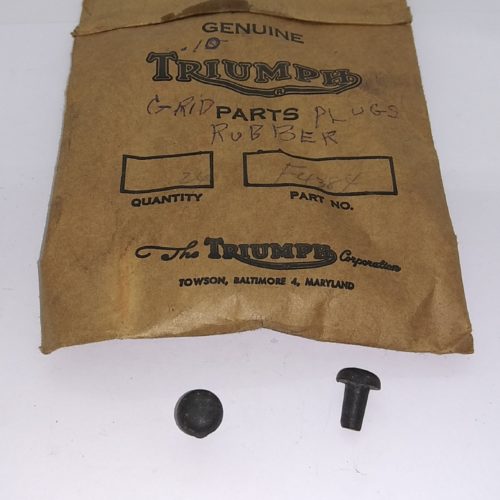 GENUINE
.10
TRIUMPH
R
GRID PARTS PLUGS
RUBBER
QUANTITY
PART NO.
The TRIUMPH Corporation
TOWSON, BALTIMORE 4, MARYLAND